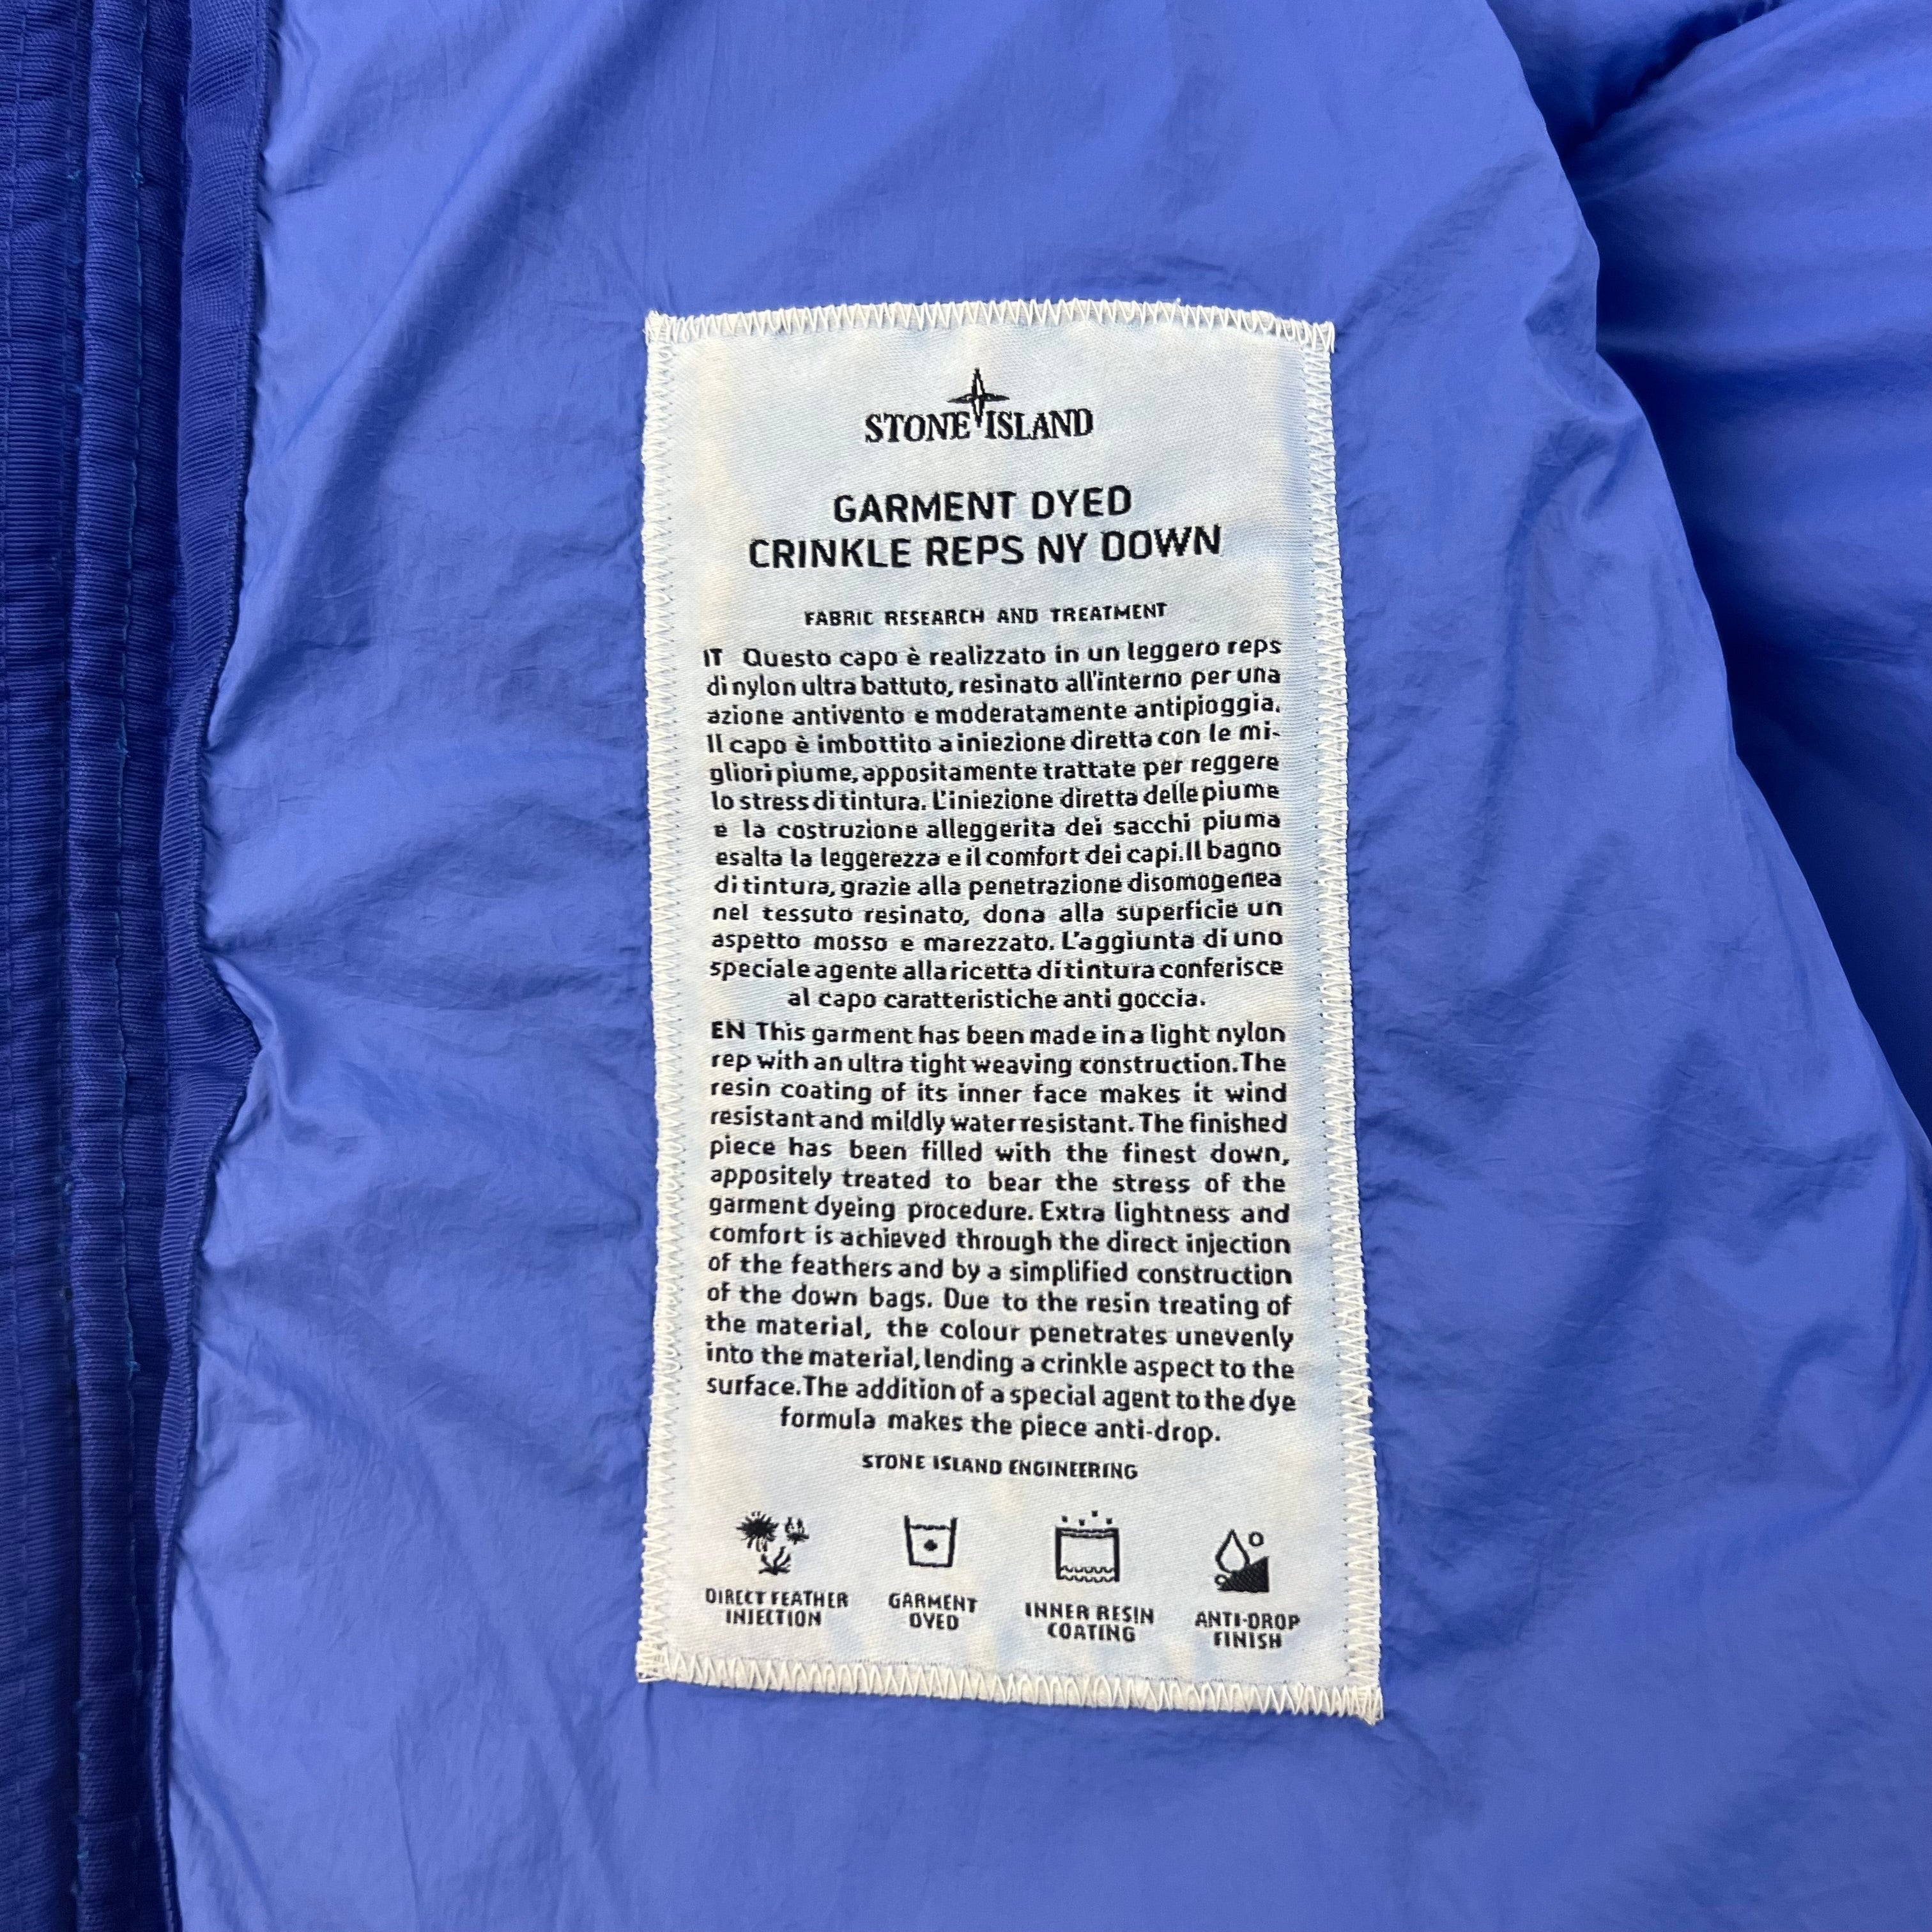 STONE ISLAND
GARMENT DYED
CRINKLE REPS NY DOWN
FABRIC RESEARCH AND TREATMENT
IT Questo capo è realizzato in un leggero reps
di nylon ultra battuto, resinato all'interno per una
azione antivento e moderatamente antipioggia.
Il capo è imbottito a iniezione diretta con le mi-
gliori piume, appositamente trattate per reggere
lo stress di tintura. L'iniezione diretta delle piume
e la costruzione alleggerita dei sacchi piuma
esalta la leggerezza e il comfort dei capi. Il bagno
di tintura, grazie alla penetrazione disomogenea
nel tessuto resinato, dona alla superficie un
aspetto mosso e marezzato. L'aggiunta di uno
speciale agente alla ricetta di tintura conferisce
al capo caratteristiche anti goccia.
EN This garment has been made in a light nylon
rep with an ultra tight weaving construction. The
resin coating of its inner face makes it wind
resistant and mildly water resistant. The finished
piece has been filled with the finest down,
appositely treated to bear the stress of the
garment dyeing procedure. Extra lightness and
comfort is achieved through the direct injection
of the feathers and by a simplified construction
of the down bags. Due to the resin treating of
the material, the colour penetrates unevenly
into the material, lending a crinkle aspect to the
surface. The addition of a special agent to the dye
formula makes the piece anti-drop.
STONE ISLAND ENGINEERING
DIRECT FEATHER
INJECTION
GARMENT
DYED
INNER RESIN
COATING
ANTI-DROP
FINISH